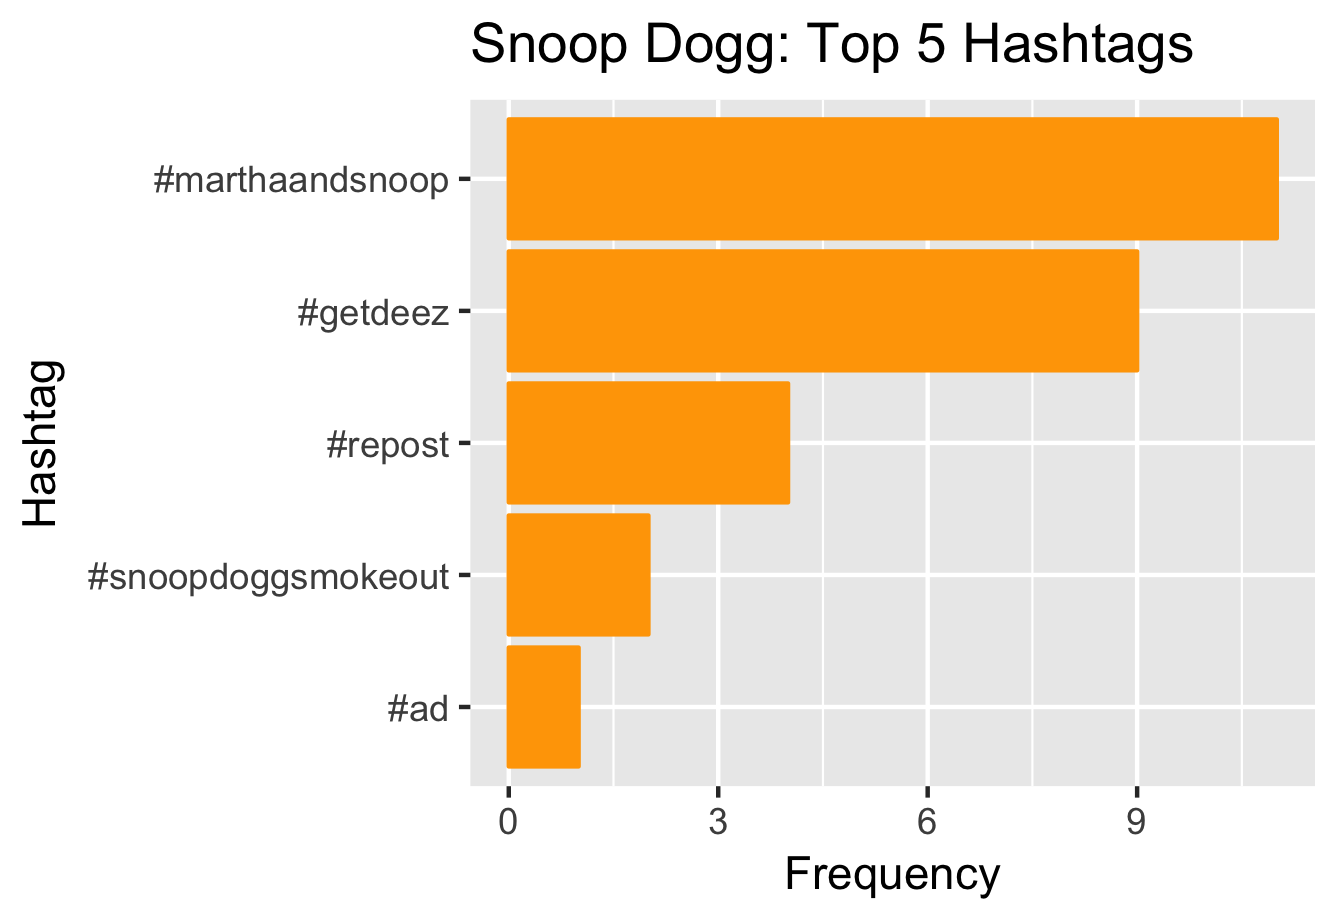 Snoop Dogg: Top 5 Hashtags
Hashtag
#marthaandsnoop
#getdeez
#repost
#snoopdoggsmokeout
#ad
0 3 6 9
Frequency